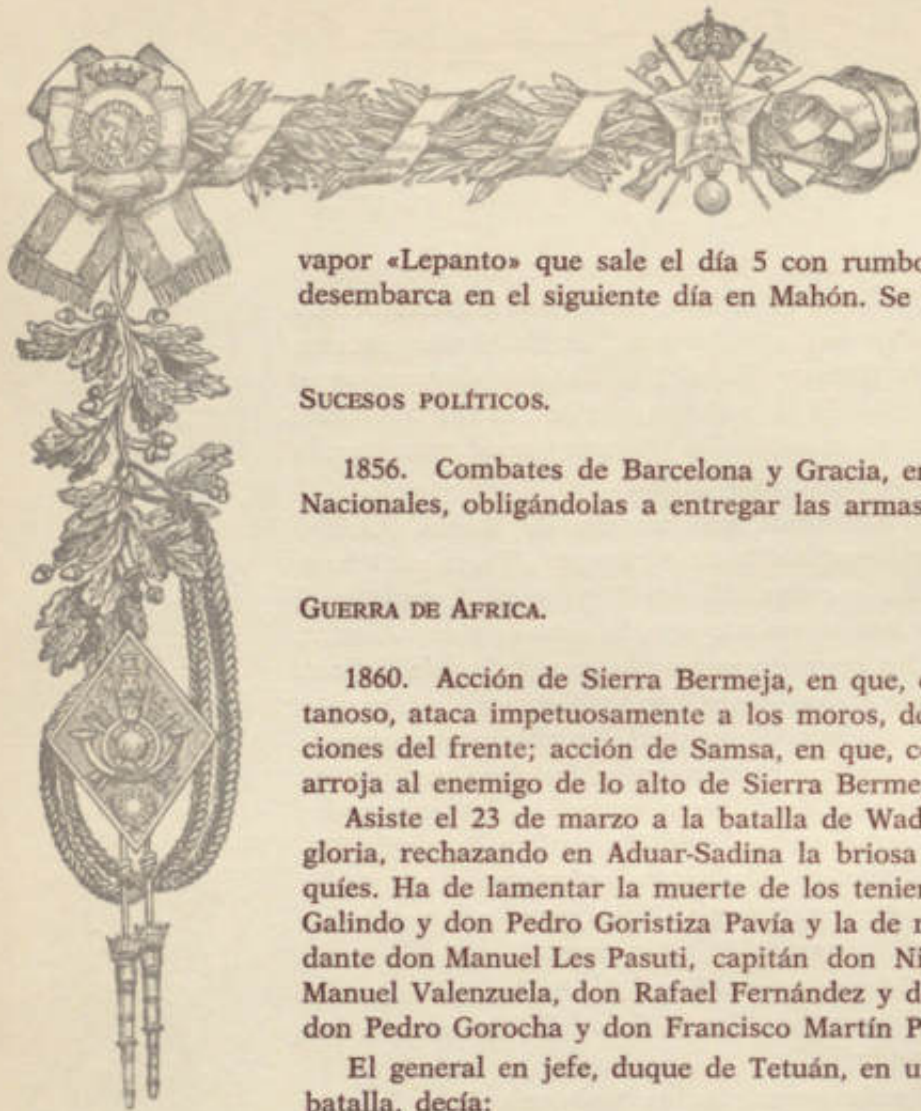 vapor «Lepanto» que sale el día 5 con rumbo
desembarca en el siguiente día en Mahón. Se
SUCESOS POLÍTICOS.
1856. Combates de Barcelona y Gracia, en
Nacionales, obligándolas a entregar las armas
GUERRA DE AFRICA.
1860. Acción de Sierra Bermeja, en que,
tanoso, ataca impetuosamente a los moros, de
ciones del frente; acción de Samsa, en que, co
arroja al enemigo de lo alto de Sierra Berme
Asiste el 23 de marzo a la batalla de Wad
gloria, rechazando en Aduar-Sadina la briosa
quíes. Ha de lamentar la muerte de los tenien
Galindo y don Pedro Goristiza Pavía y la de
dante don Manuel Les Pasuti, capitán don Ni
Manuel Valenzuela, don Rafael Fernández y d
don Pedro Gorocha y don Francisco Martín P
El general en jefe, duque de Tetuán, en u
batalla, decía: